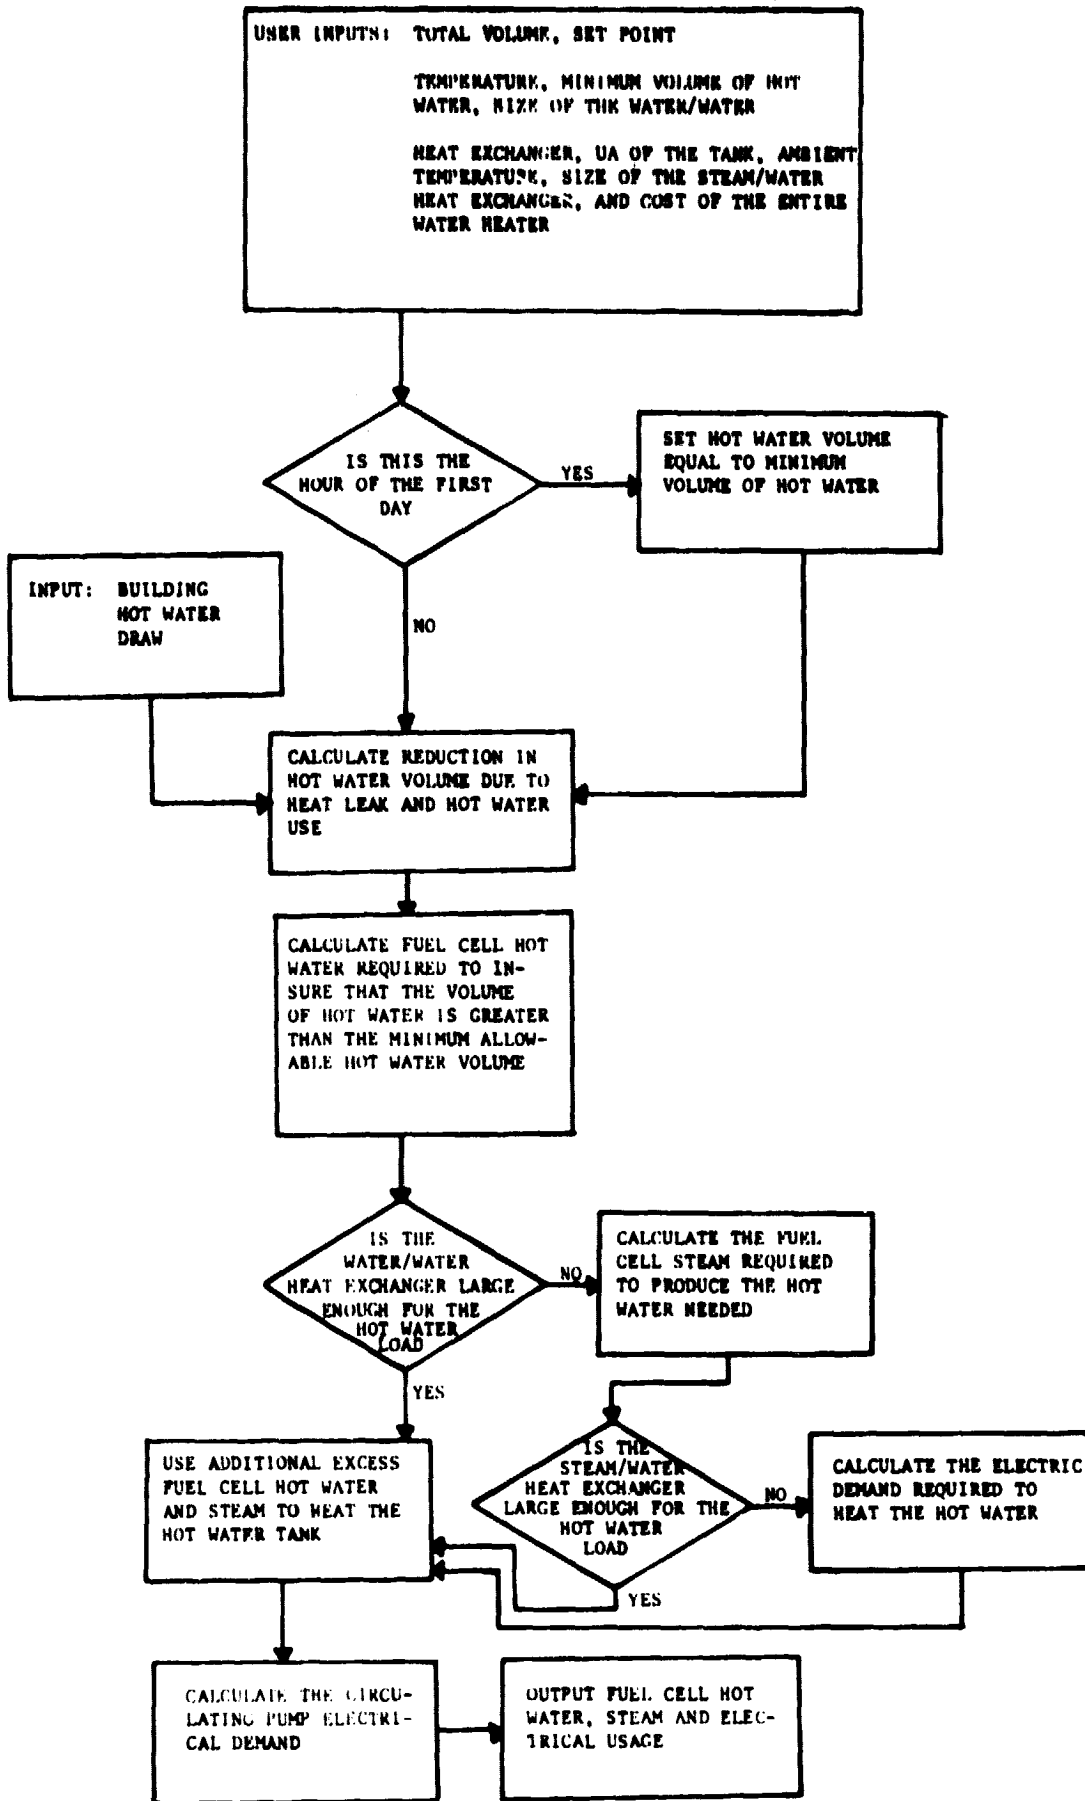 USER INPUTS: TOTAL VOLUME, SET POINT
TEMPERATURE, MINIMUM VOLUME OF HOT
WATER, SIZE OF THE WATER/WATER
HEAT EXCHANGER, UA OF THE TANK, AMBIENT
TEMPERATURE, SIZE OF THE STEAM/WATER
HEAT EXCHANGER, AND COST OF THE ENTIRE
WATER HEATER
IS THIS THE
HOUR OF THE FIRST
DAY
YES
SET HOT WATER VOLUME
EQUAL TO MINIMUM
VOLUME OF HOT WATER
NO
INPUT: BUILDING
HOT WATER
DRAW
CALCULATE REDUCTION IN
HOT WATER VOLUME DUE TO
HEAT LEAK AND HOT WATER
USE
CALCULATE FUEL CELL HOT
WATER REQUIRED TO IN-
SURE THAT THE VOLUME
OF HOT WATER IS GREATER
THAN THE MINIMUM ALLOW-
ABLE HOT WATER VOLUME
IS THE
WATER/WATER
HEAT EXCHANGER LARGE
ENOUGH FOR THE
HOT WATER
LOAD
NO
CALCULATE THE FUEL
CELL STEAM REQUIRED
TO PRODUCE THE HOT
WATER NEEDED
YES
USE ADDITIONAL EXCESS
FUEL CELL HOT WATER
AND STEAM TO HEAT THE
HOT WATER TANK
IS THE
STEAM/WATER
HEAT EXCHANGER
LARGE ENOUGH FOR THE
HOT WATER
LOAD
NO
CALCULATE THE ELECTRIC
DEMAND REQUIRED TO
HEAT THE HOT WATER
YES
CALCULATE THE CIRCU-
LATING PUMP ELECTRI-
CAL DEMAND
OUTPUT FUEL CELL HOT
WATER, STEAM AND ELEC-
TRICAL USAGE